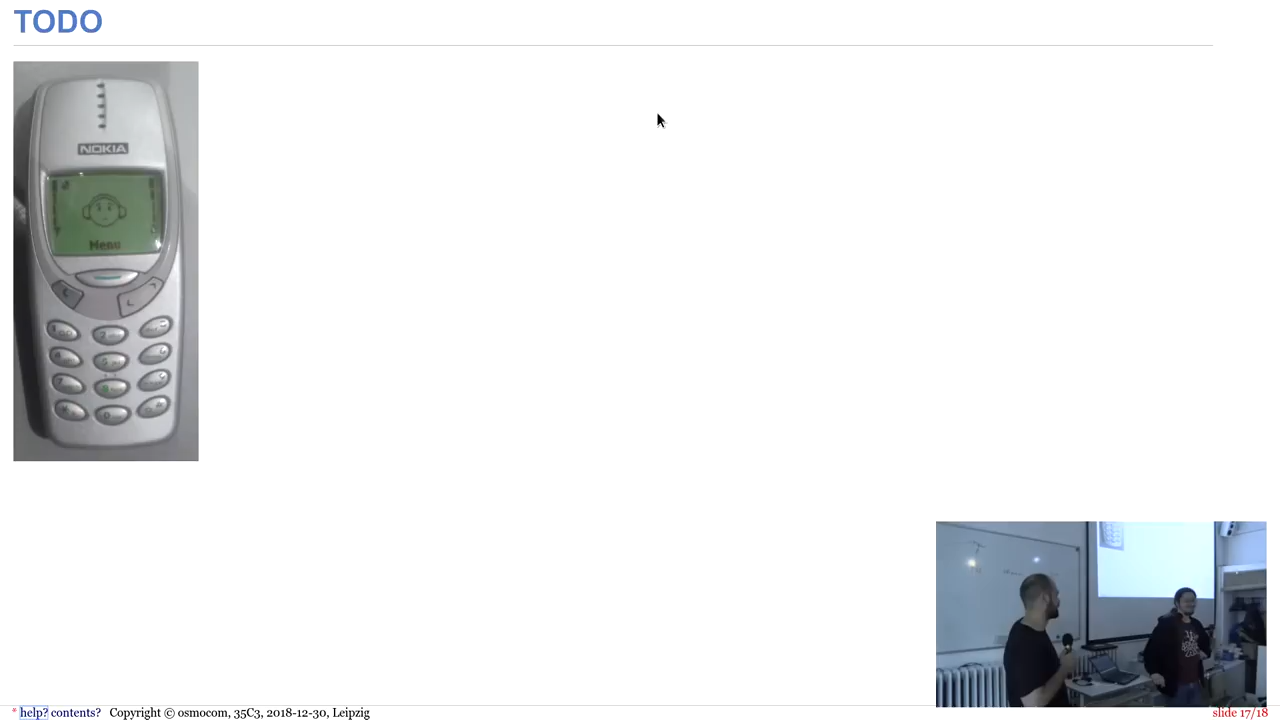 TODO
NOKIA
Menu
* help? contents? Copyright © osmocom, 35C3, 2018-12-30, Leipzig
slide 17/18